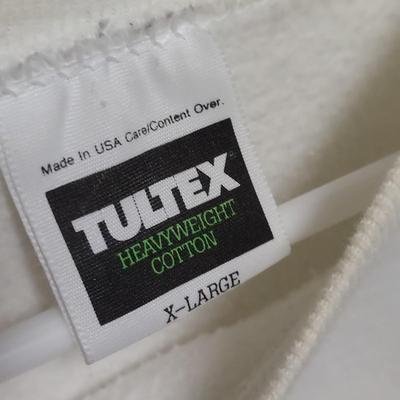 Made In USA Care/Content Over.
TULTEX
HEAVYWEIGHT
COTTON
X-LARGE